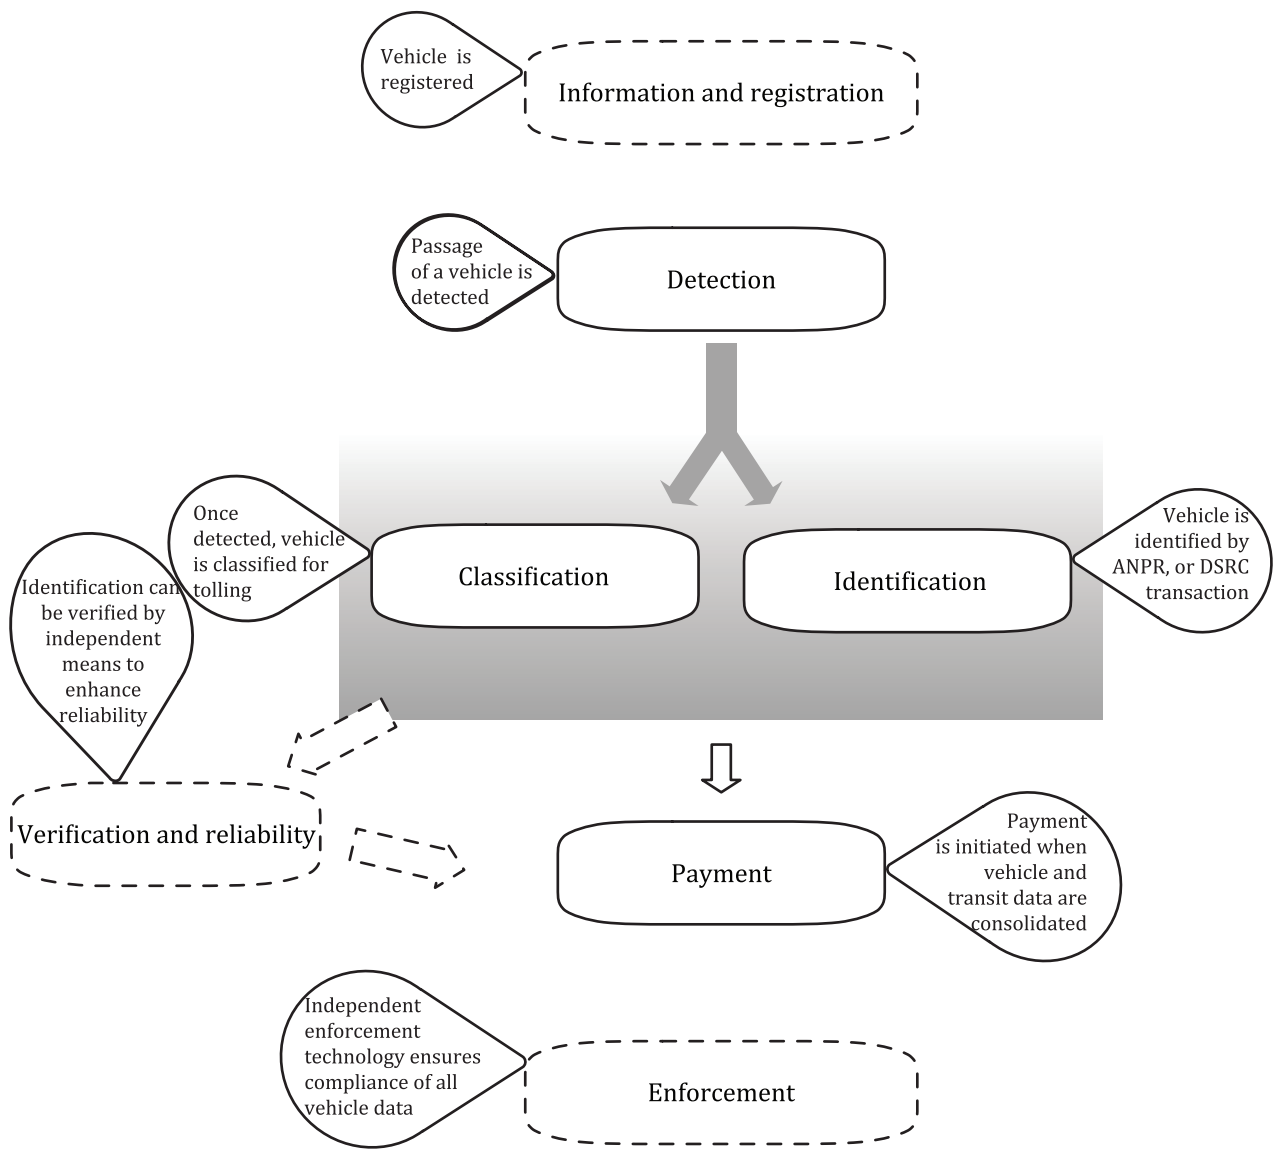 Vehicle is
registered
Information and registration
Passage
of a vehicle is
detected
Detection
Once
detected, vehicle
is classified for
tolling
Classification
Identification
Vehicle is
identified by
ANPR, or DSRC
transaction
Identification can
be verified by
independent
means to
enhance
reliability
Verification and reliability
Payment
Payment
is initiated when
vehicle and
transit data are
consolidated
Independent
enforcement
technology ensures
compliance of all
vehicle data
Enforcement